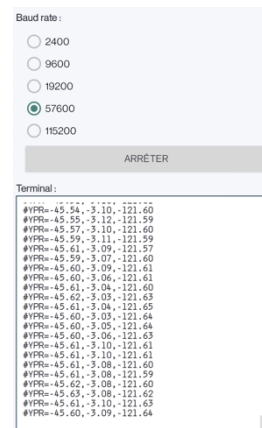 Baud rate :
2400
9600
19200
57600
115200
ARRÊTER
Terminal :
#YPR=-45.54,-3.10,-121.60
#YPR=-45.55,-3.12,-121.59
#YPR=-45.57,-3.10,-121.60
#YPR=-45.59,-3.11,-121.59
#YPR=-45.61,-3.09,-121.57
#YPR=-45.59,-3.07,-121.60
#YPR=-45.60,-3.09,-121.61
#YPR=-45.60,-3.06,-121.61
#YPR=-45.61,-3.04,-121.60
#YPR=-45.62,-3.03,-121.63
#YPR=-45.61,-3.04,-121.65
#YPR=-45.60,-3.03,-121.64
#YPR=-45.60,-3.05,-121.64
#YPR=-45.60,-3.06,-121.63
#YPR=-45.61,-3.10,-121.61
#YPR=-45.61,-3.10,-121.61
#YPR=-45.61,-3.08,-121.60
#YPR=-45.61,-3.08,-121.59
#YPR=-45.62,-3.08,-121.60
#YPR=-45.63,-3.08,-121.62
#YPR=-45.61,-3.10,-121.63
#YPR=-45.60,-3.09,-121.64